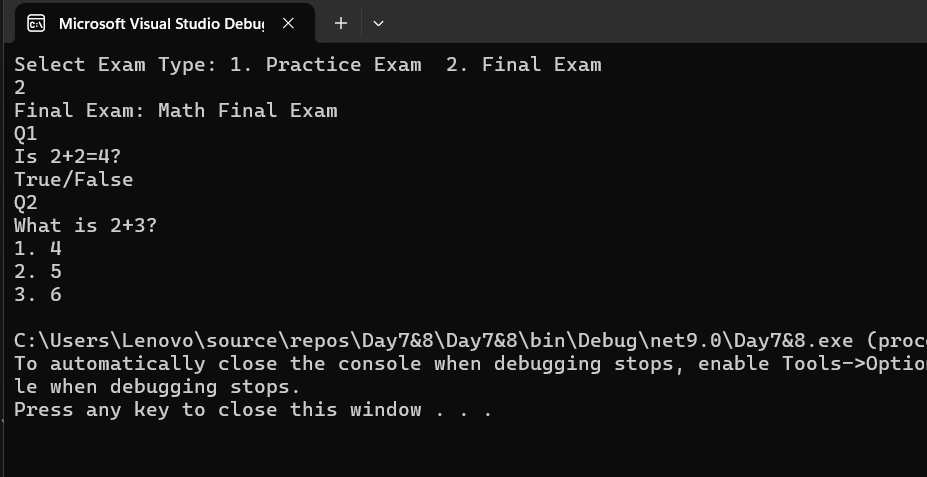 Microsoft Visual Studio Debu
Select Exam Type: 1. Practice Exam  2. Final Exam
2
Final Exam: Math Final Exam
Q1
Is 2+2=4?
True/False
Q2
What is 2+3?
1. 4
2. 5
3. 6
C:\Users\Lenovo\source\repos\Day7&8\Day7&8\bin\Debug\net9.0\Day7&8.exe (proc
To automatically close the console when debugging stops, enable Tools->Optio
le when debugging stops.
Press any key to close this window . . .